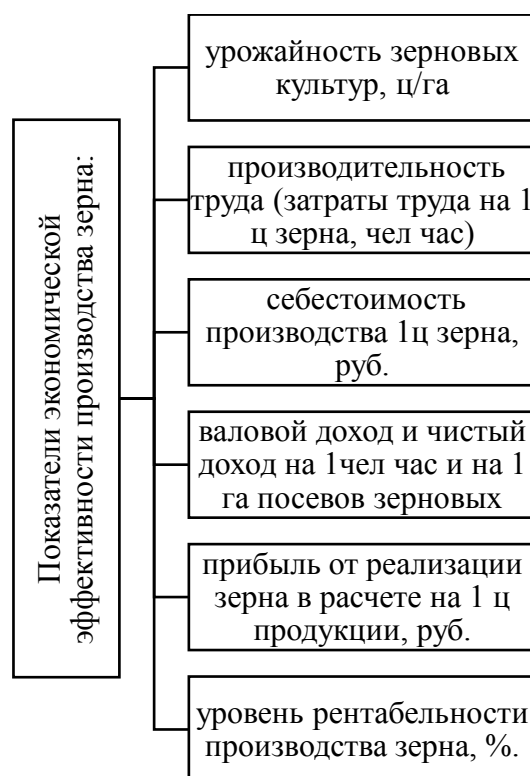 Показатели экономической
эффективности производства зерна:
урожайность зерновых
культур, ц/га
производительность
труда (затраты труда на 1
ц зерна, чел час)
себестоимость
производства 1ц зерна,
руб.
валовой доход и чистый
доход на 1чел час и на 1
га посевов зерновых
прибыль от реализации
зерна в расчете на 1 ц
продукции, руб.
уровень рентабельности
производства зерна, %.